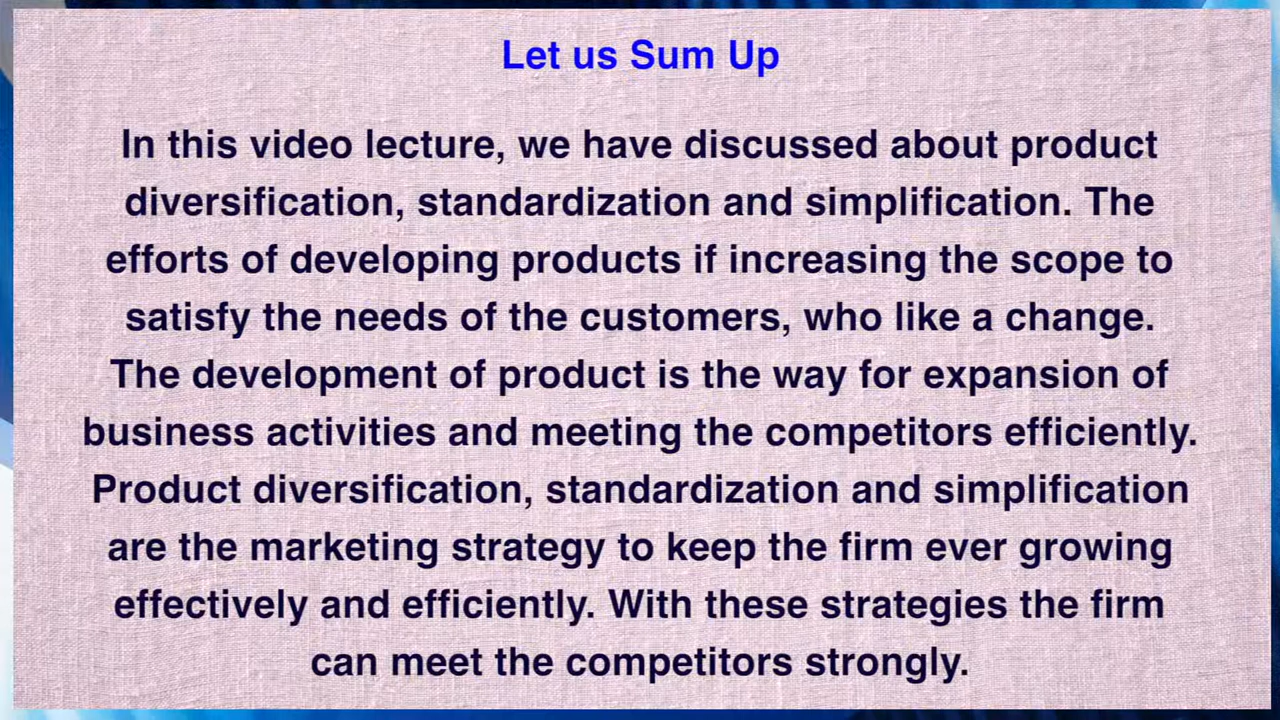 Let us Sum Up
In this video lecture, we have discussed about product
diversification, standardization and simplification. The
efforts of developing products if increasing the scope to
satisfy the needs of the customers, who like a change.
The development of product is the way for expansion of
business activities and meeting the competitors efficiently.
Product diversification, standardization and simplification
are the marketing strategy to keep the firm ever growing
effectively and efficiently. With these strategies the firm
can meet the competitors strongly.